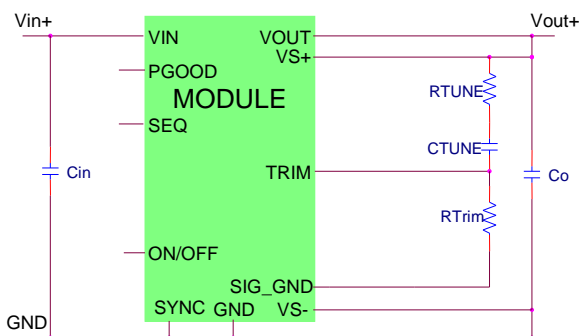 Vin+
Vout+
VIN
VOUT
VS+
PGOOD
RTUNE
MODULE
SEQ
CTUNE
Cin
TRIM
Co
RTrim
ON/OFF
SIG_GND
GND
SYNC GND
VS-